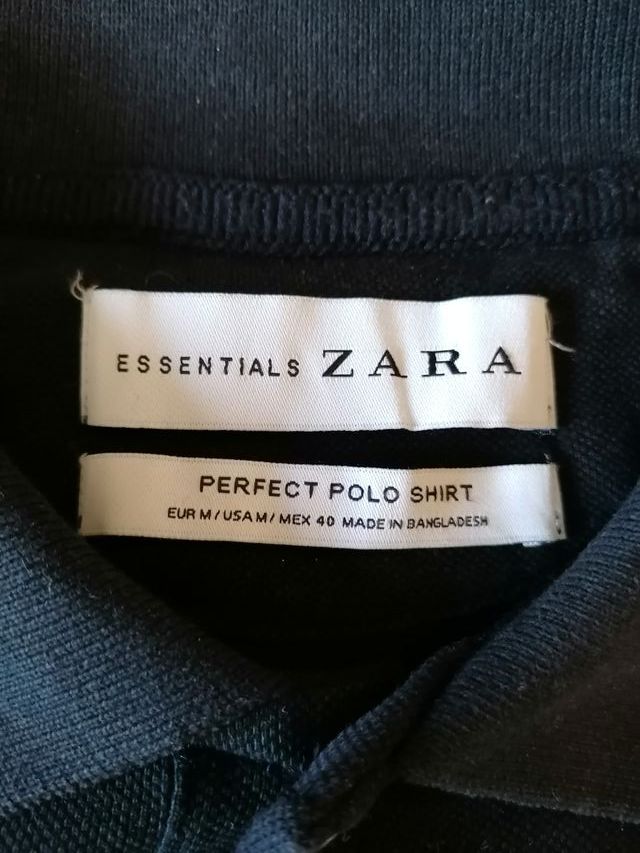 ESSENTIALS ZARA
PERFECT POLO SHIRT
EUR M / USA M / MEX 40 MADE IN BANGLADESH